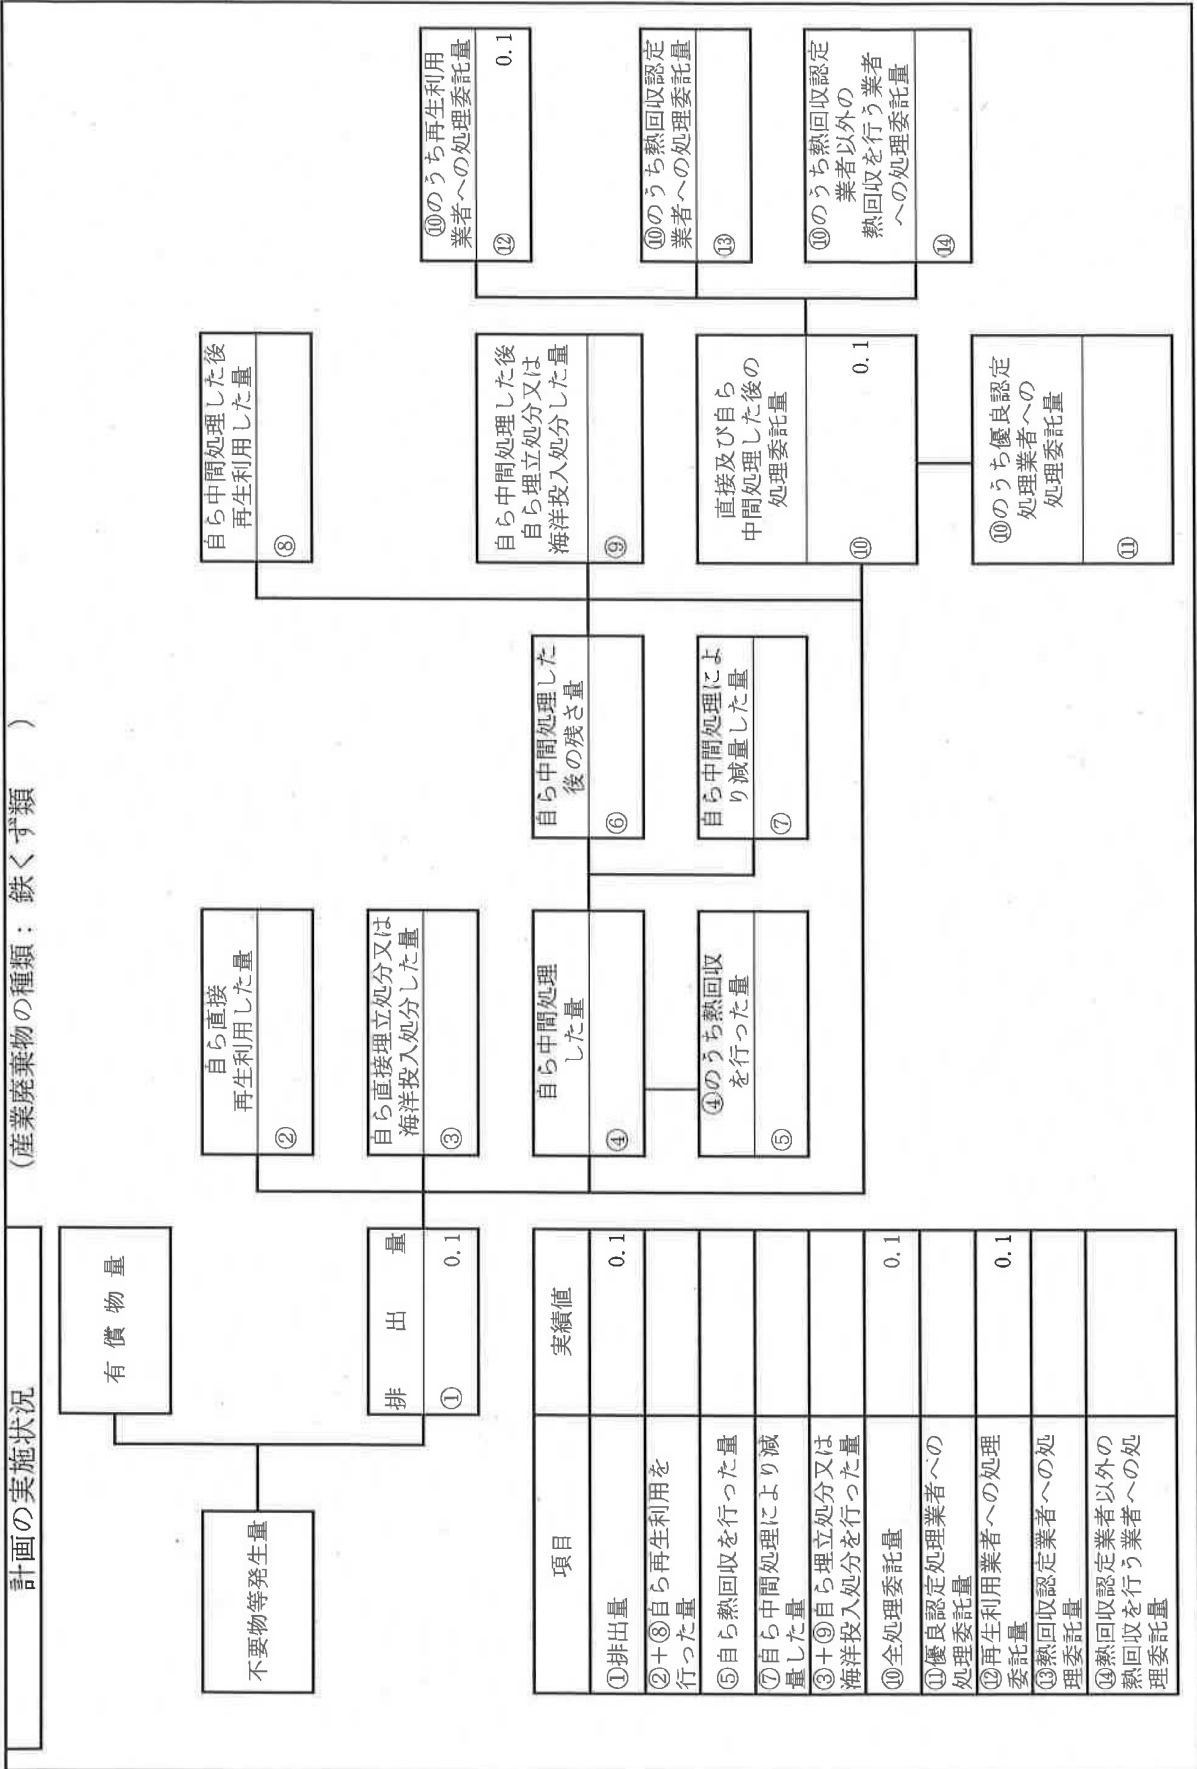 計画の実施状況
(産業廃棄物の種類： 鉄くず類 )
不要物等発生量
有償物量
排出量
① 0.1
自ら直接
再生利用した量
②
自ら直接埋立処分又は
海洋投入処分した量
③
自ら中間処理
した量
④
④のうち熱回収
を行った量
⑤
自ら中間処理した
後の残さ量
⑥
自ら中間処理によ
り減量した量
⑦
自ら中間処理した後
再生利用した量
⑧
自ら中間処理した後
自ら埋立処分又は
海洋投入処分した量
⑨
直接及び自ら
中間処理した後の
処理委託量
⑩ 0.1
⑩のうち優良認定
処理業者への
処理委託量
⑪
⑩のうち再生利用
業者への処理委託量
⑫ 0.1
⑩のうち熱回収認定
業者への処理委託量
⑬
⑩のうち熱回収認定
業者以外の
熱回収を行う業者
への処理委託量
⑭
項目 実績値
①排出量 0.1
②+⑧自ら再生利用を
行った量
⑤自ら熱回収を行った量
⑦自ら中間処理により減
量した量
③+⑨自ら埋立処分又は
海洋投入処分を行った量
⑩全処理委託量 0.1
⑪優良認定処理業者への
処理委託量
⑫再生利用業者への処理
委託量 0.1
⑬熱回収認定業者への処
理委託量
⑭熱回収認定業者以外の
熱回収を行う業者への処
理委託量